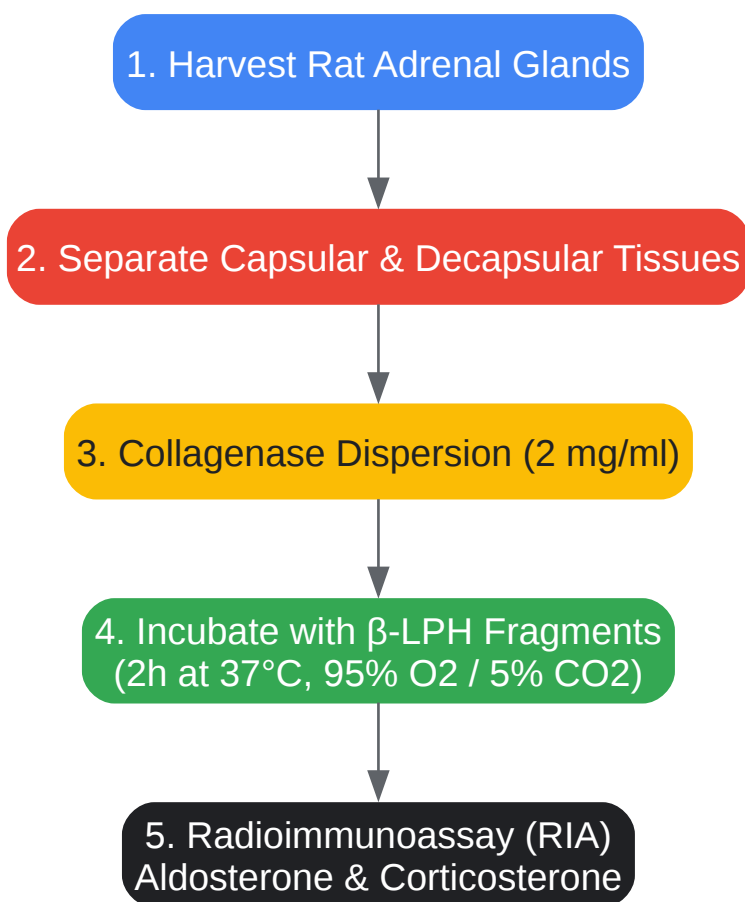 1. Harvest Rat Adrenal Glands
2. Separate Capsular & Decapsular Tissues
3. Collagenase Dispersion (2 mg/ml)
4. Incubate with β-LPH Fragments
(2h at 37°C, 95% O2 / 5% CO2)
5. Radioimmunoassay (RIA)
Aldosterone & Corticosterone